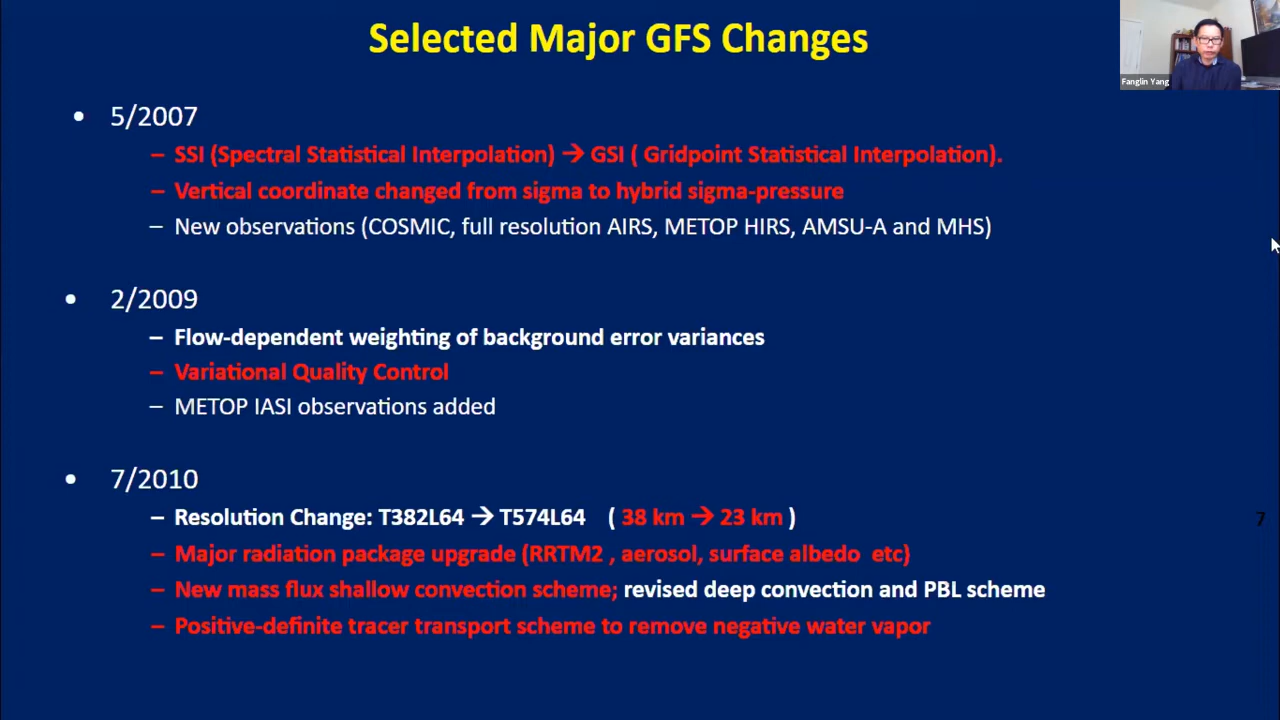 Selected Major GFS Changes
Fanglin Yang
• 5/2007
– SSI (Spectral Statistical Interpolation) → GSI ( Gridpoint Statistical Interpolation).
– Vertical coordinate changed from sigma to hybrid sigma-pressure
– New observations (COSMIC, full resolution AIRS, METOP HIRS, AMSU-A and MHS)
• 2/2009
– Flow-dependent weighting of background error variances
– Variational Quality Control
– METOP IASI observations added
• 7/2010
– Resolution Change: T382L64 → T574L64 ( 38 km → 23 km )
7
– Major radiation package upgrade (RRTM2 , aerosol, surface albedo etc)
– New mass flux shallow convection scheme; revised deep convection and PBL scheme
– Positive-definite tracer transport scheme to remove negative water vapor